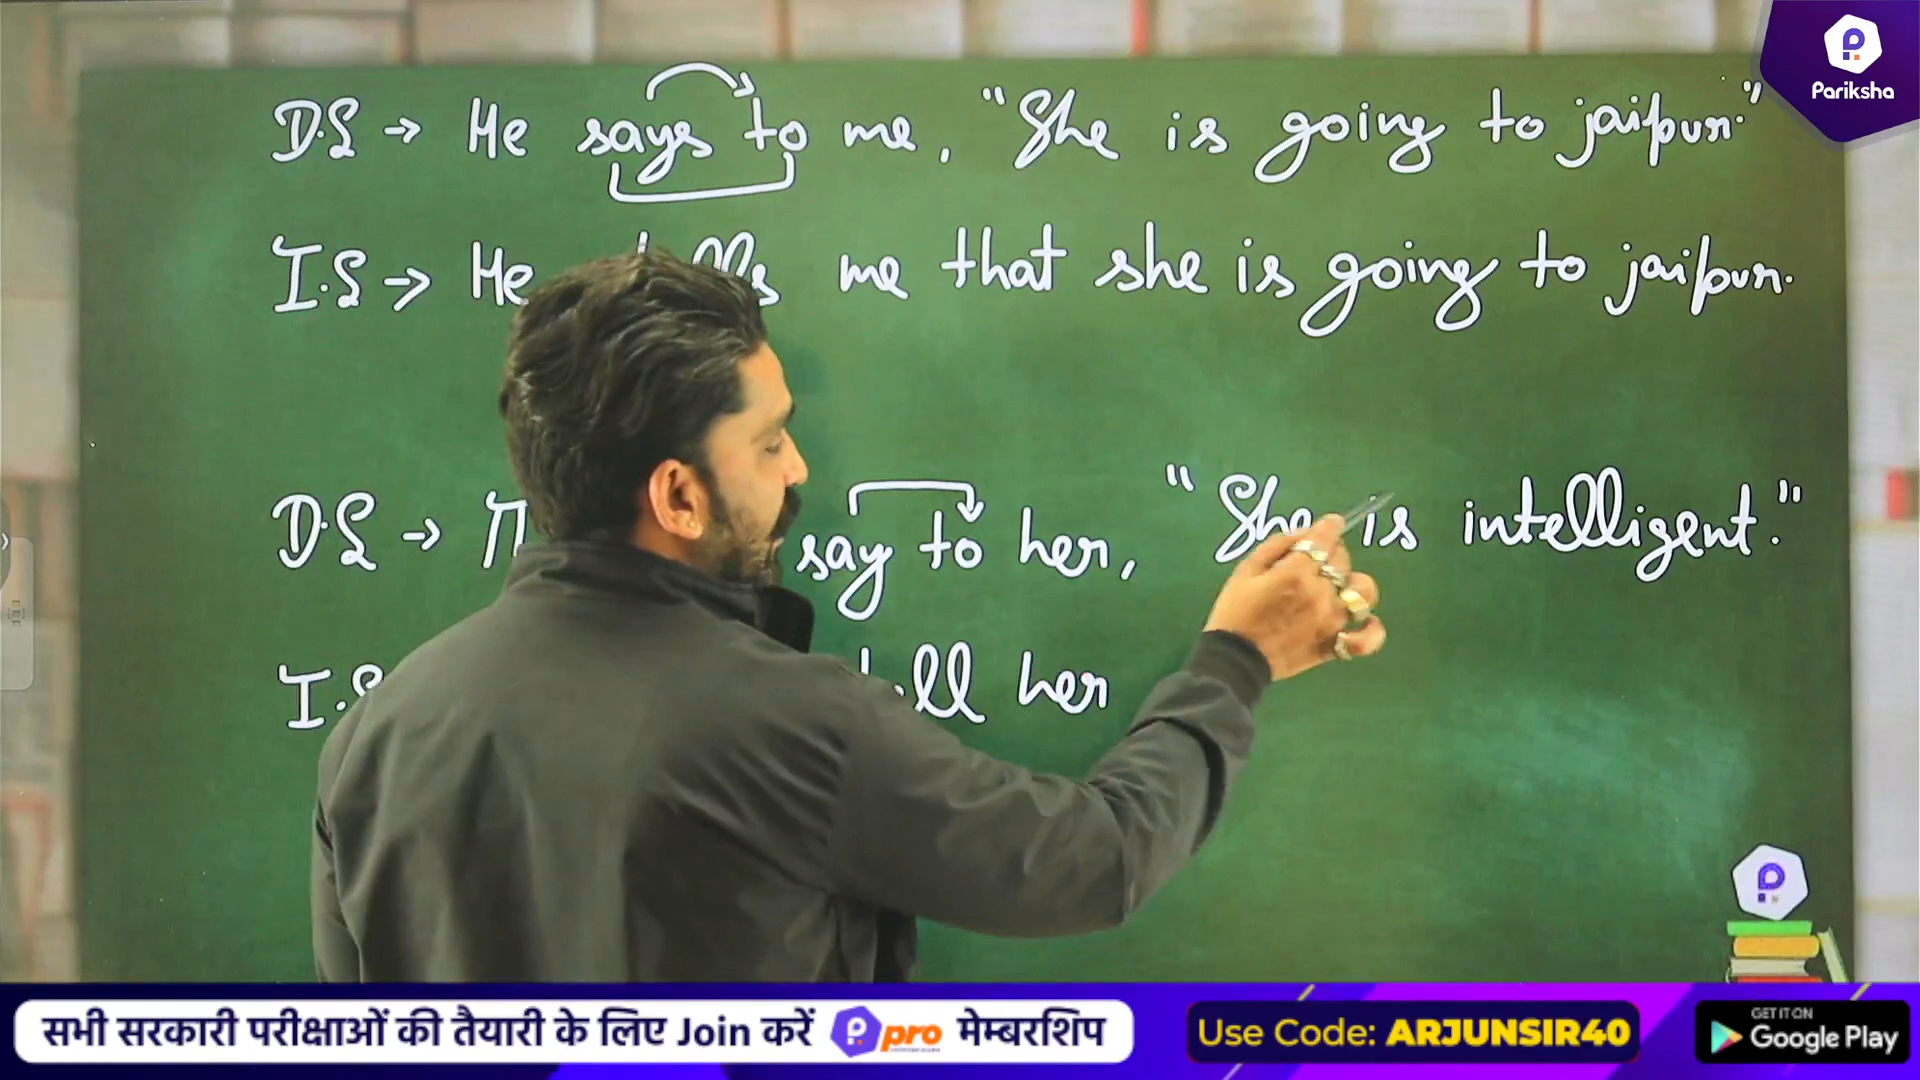 Pariksha
D.S → He says to me, "She is going to jaipur."
I.S → He me that she is going to jaipur.
D.S → say to her, "She is intelligent."
I.S her
सभी सरकारी परीक्षाओं की तैयारी के लिए Join करें pro मेम्बरशिप
Use Code: ARJUNSIR40
GET IT ON
Google Play